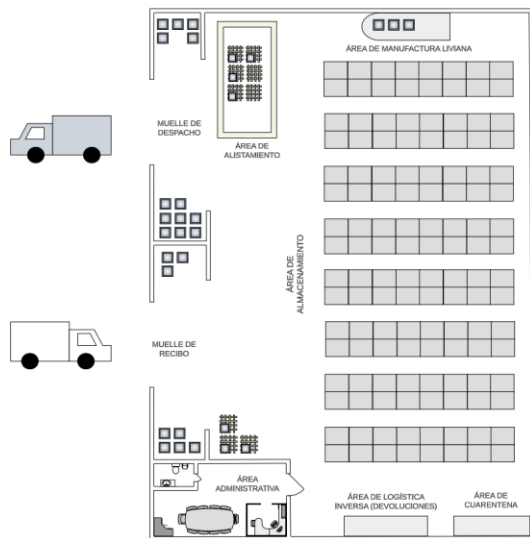 ÁREA DE MANUFACTURA LIVIANA
MUELLE DE
DESPACHO
ÁREA DE
ALISTAMIENTO
ÁREA DE
ALMACENAMIENTO
MUELLE DE
RECIBO
ÁREA
ADMINISTRATIVA
ÁREA DE LOGÍSTICA
INVERSA (DEVOLUCIONES)
ÁREA DE
CUARENTENA